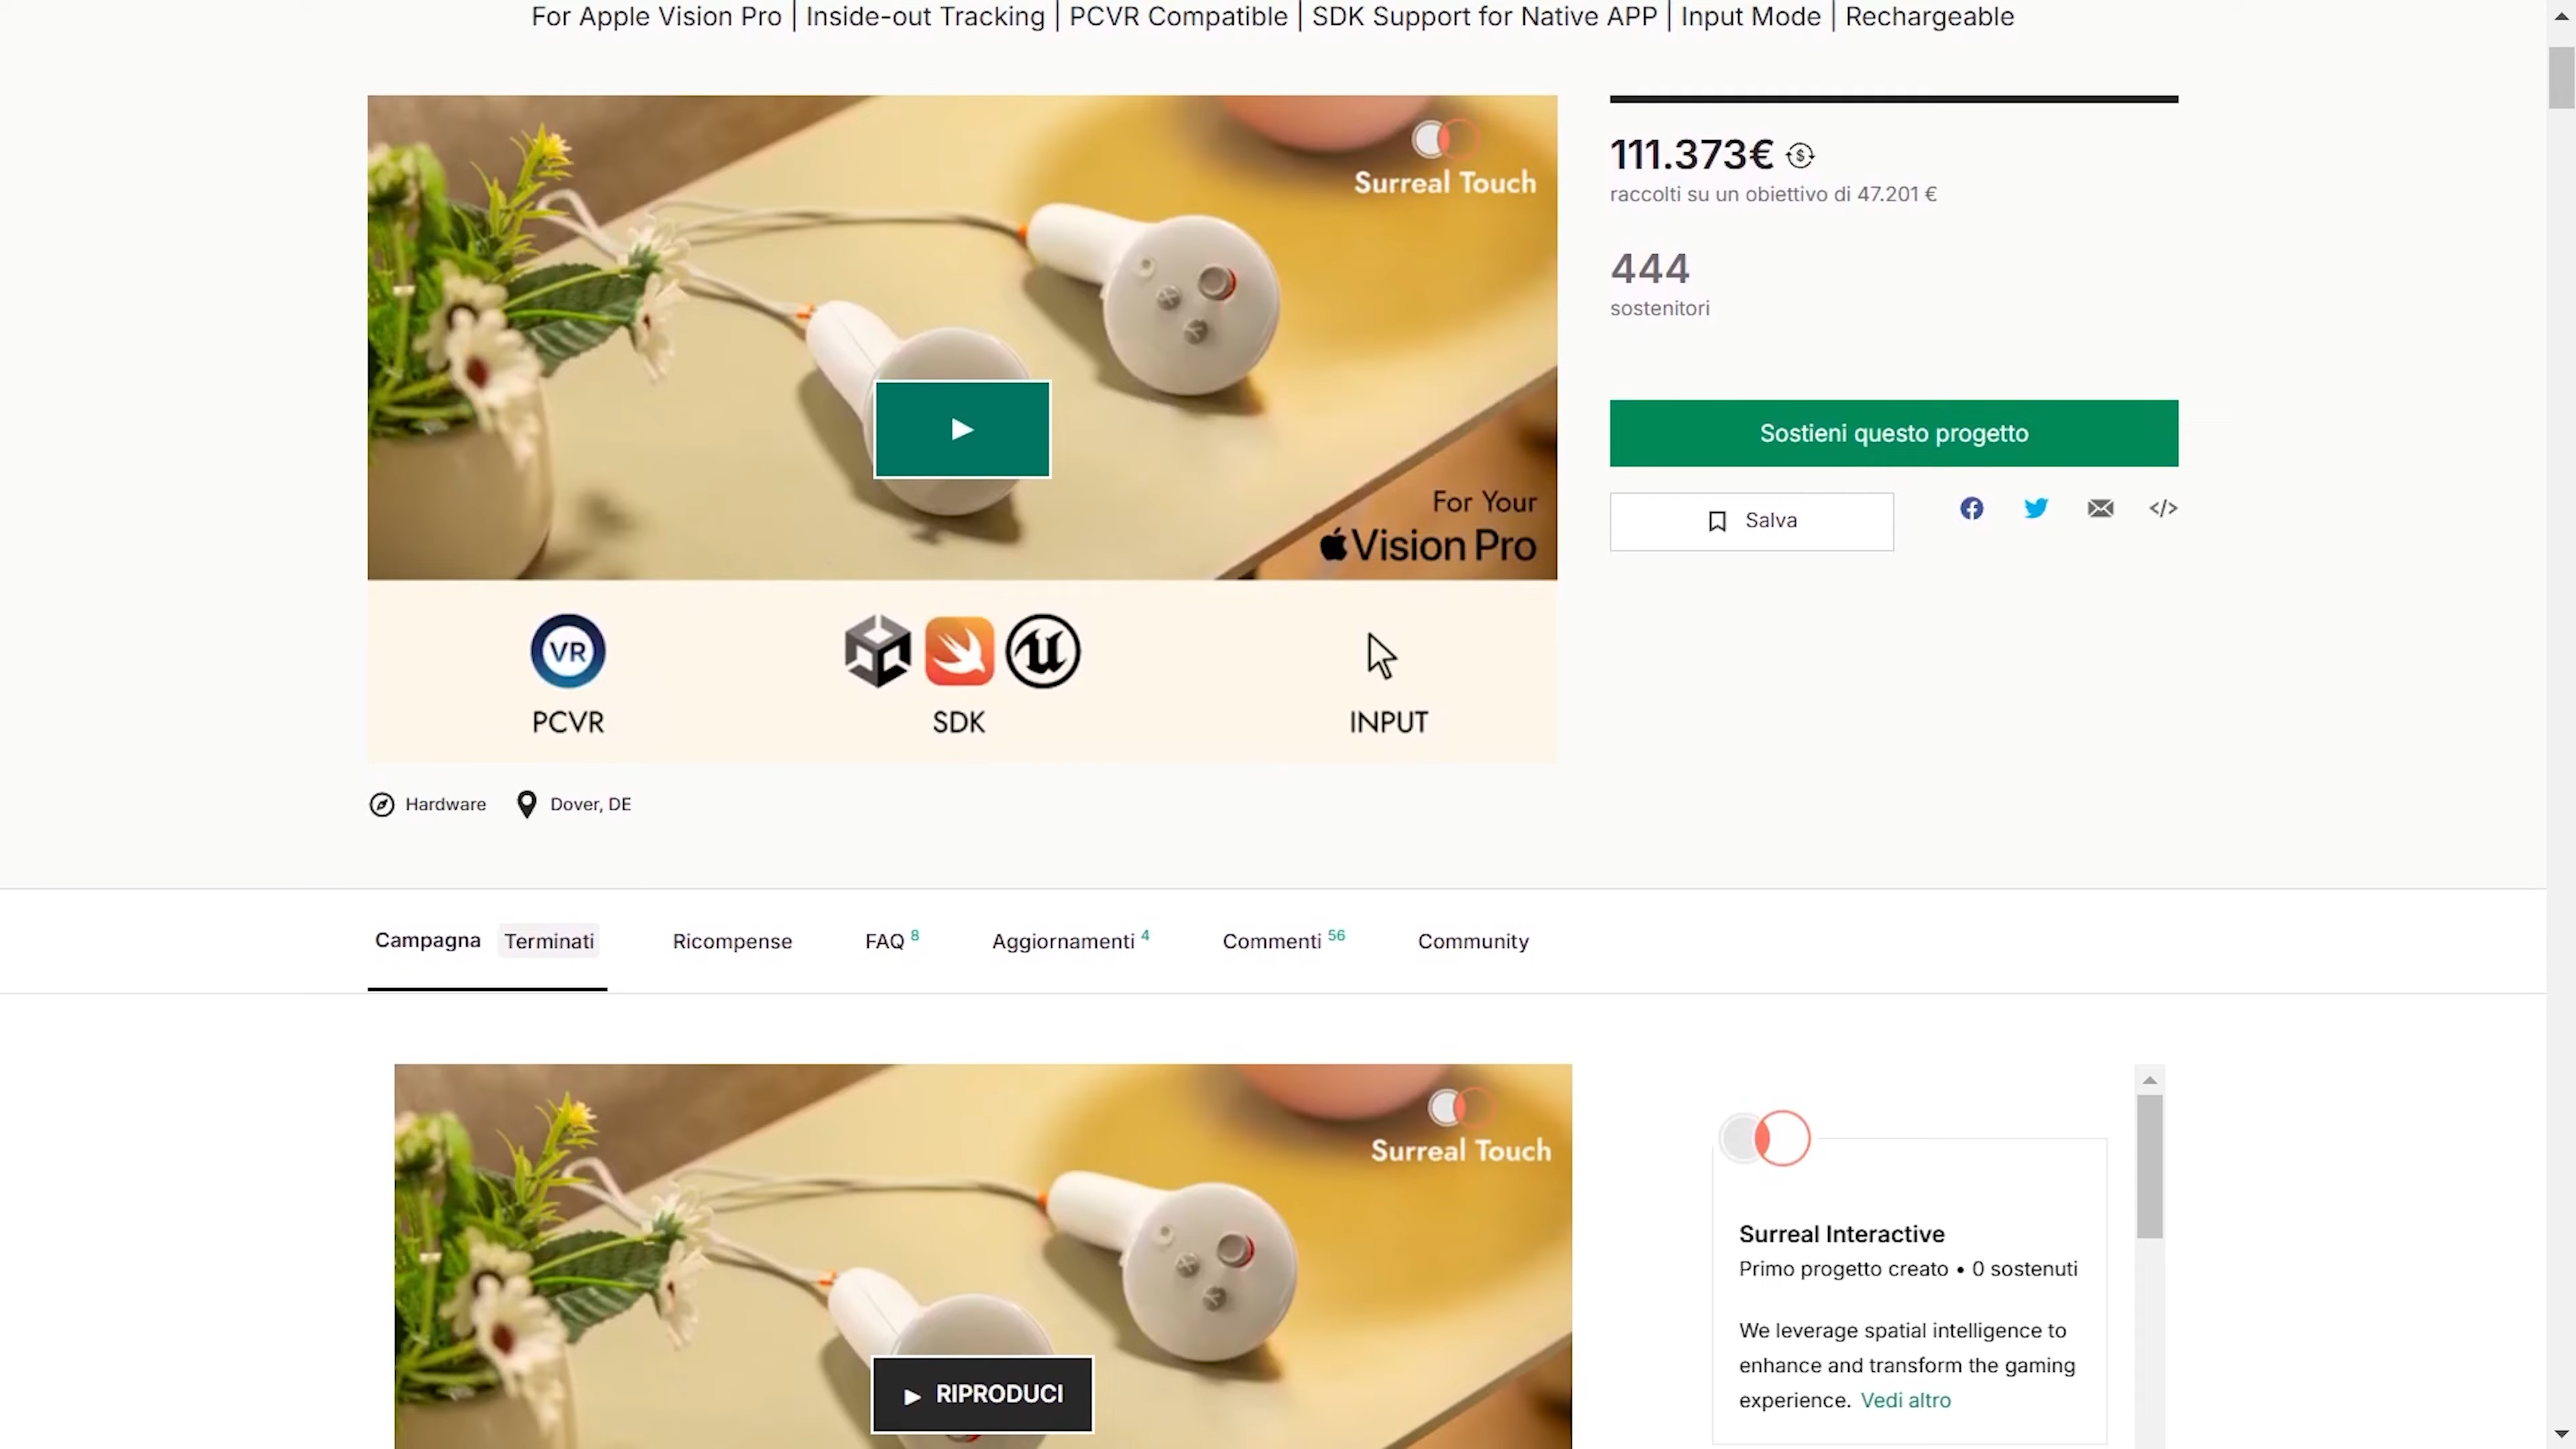 For Apple Vision Pro | Inside-out Tracking | PCVR Compatible | SDK Support for Native APP | Input Mode | Rechargeable
Surreal Touch
For Your
Vision Pro
VR
PCVR
SDK
INPUT
111.373€
raccolti su un obiettivo di 47.201 €
444
sostenitori
Sostieni questo progetto
Salva
Hardware
Dover, DE
Campagna Terminati Ricompense FAQ 8 Aggiornamenti 4 Commenti 56 Community
Surreal Touch
RIPRODUCI
Surreal Interactive
Primo progetto creato • 0 sostenuti
We leverage spatial intelligence to
enhance and transform the gaming
experience. Vedi altro